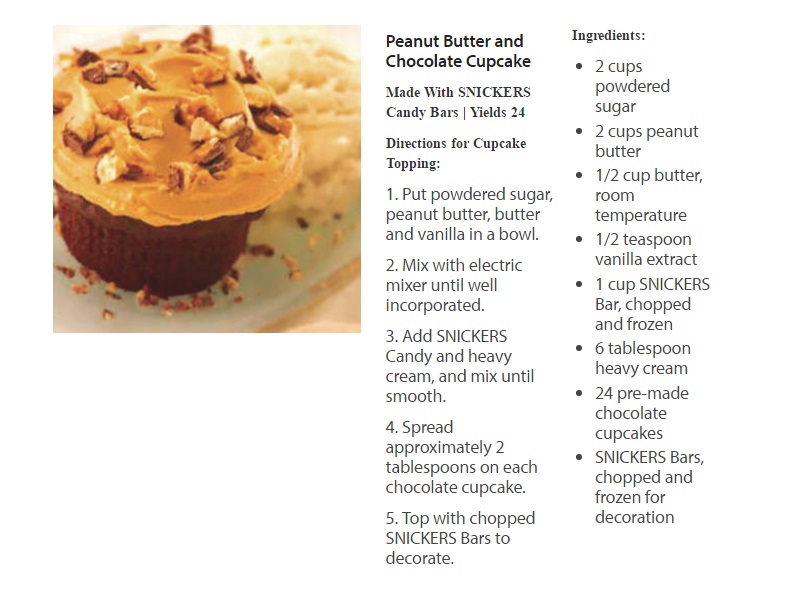 Peanut Butter and
Chocolate Cupcake
Made With SNICKERS
Candy Bars | Yields 24
Directions for Cupcake
Topping:
1. Put powdered sugar,
peanut butter, butter
and vanilla in a bowl.
2. Mix with electric
mixer until well
incorporated.
3. Add SNICKERS
Candy and heavy
cream, and mix until
smooth.
4. Spread
approximately 2
tablespoons on each
chocolate cupcake.
5. Top with chopped
SNICKERS Bars to
decorate.
Ingredients:
• 2 cups
powdered
sugar
• 2 cups peanut
butter
• 1/2 cup butter,
room
temperature
• 1/2 teaspoon
vanilla extract
• 1 cup SNICKERS
Bar, chopped
and frozen
• 6 tablespoon
heavy cream
• 24 pre-made
chocolate
cupcakes
• SNICKERS Bars,
chopped and
frozen for
decoration